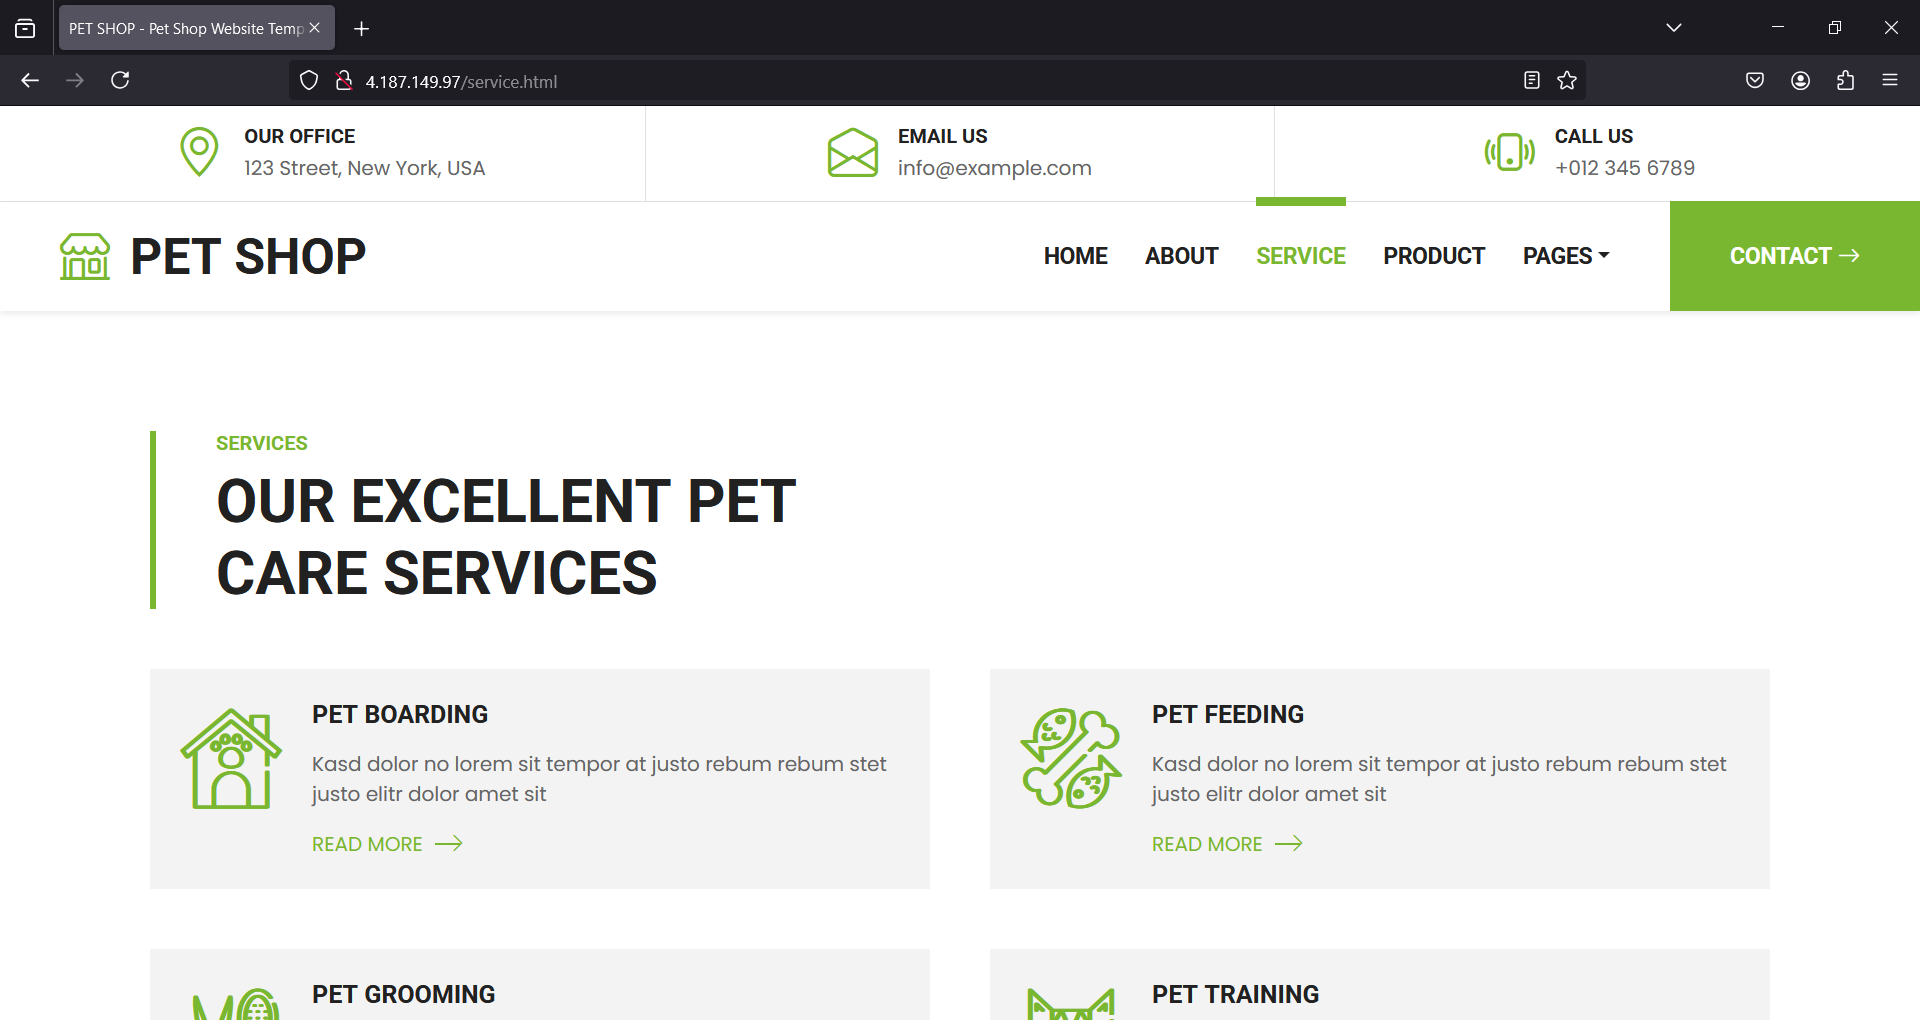 PET SHOP - Pet Shop Website Temp
4.187.149.97/service.html
OUR OFFICE
123 Street, New York, USA
EMAIL US
info@example.com
CALL US
+012 345 6789
PET SHOP
HOME
ABOUT
SERVICE
PRODUCT
PAGES
CONTACT
SERVICES
OUR EXCELLENT PET
CARE SERVICES
PET BOARDING
Kasd dolor no lorem sit tempor at justo rebum rebum stet
justo elitr dolor amet sit
READ MORE
PET FEEDING
Kasd dolor no lorem sit tempor at justo rebum rebum stet
justo elitr dolor amet sit
READ MORE
PET GROOMING
PET TRAINING